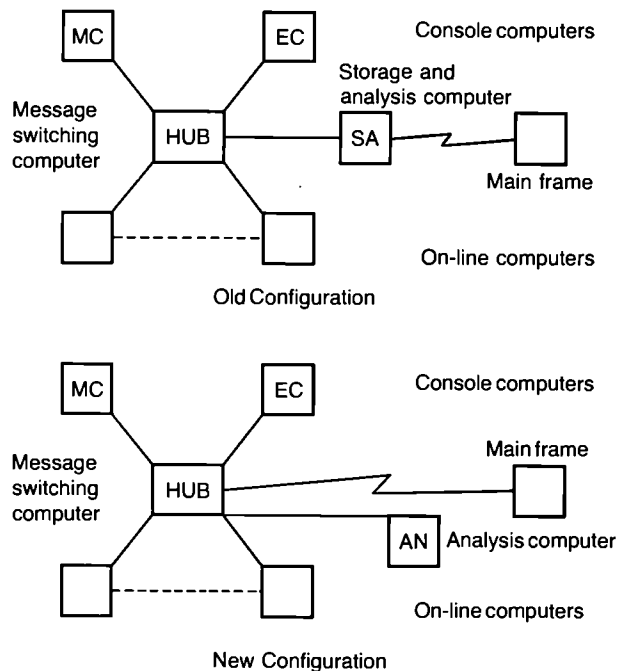 MC
EC
Console computers
Storage and
analysis computer
Message
switching
computer
HUB
SA
Main frame
On-line computers
Old Configuration
MC
EC
Console computers
Message
switching
computer
HUB
Main frame
AN
Analysis computer
On-line computers
New Configuration